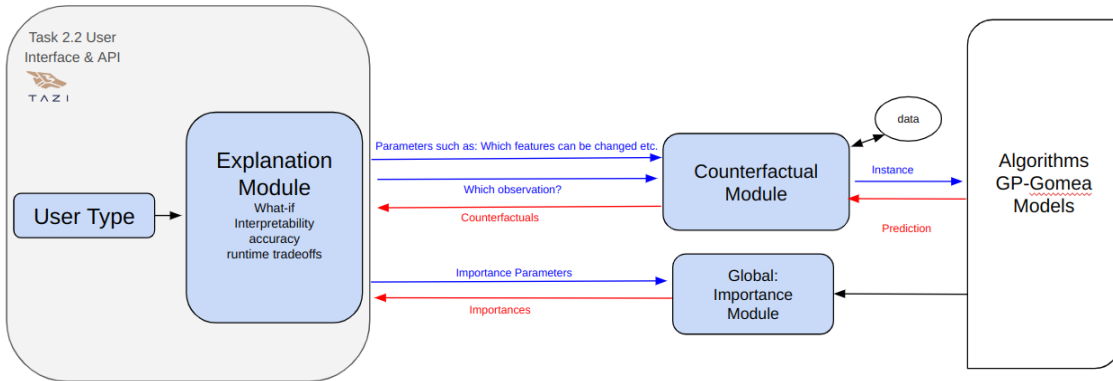 Task 2.2 User
Interface & API
TAZI
User Type
Explanation
Module
What-if
Interpretability
accuracy
runtime tradeoffs
Parameters such as: Which features can be changed etc.
Which observation?
Counterfactuals
Importance Parameters
Importances
Counterfactual
Module
Global:
Importance
Module
data
Instance
Prediction
Algorithms
GP-Gomea
Models